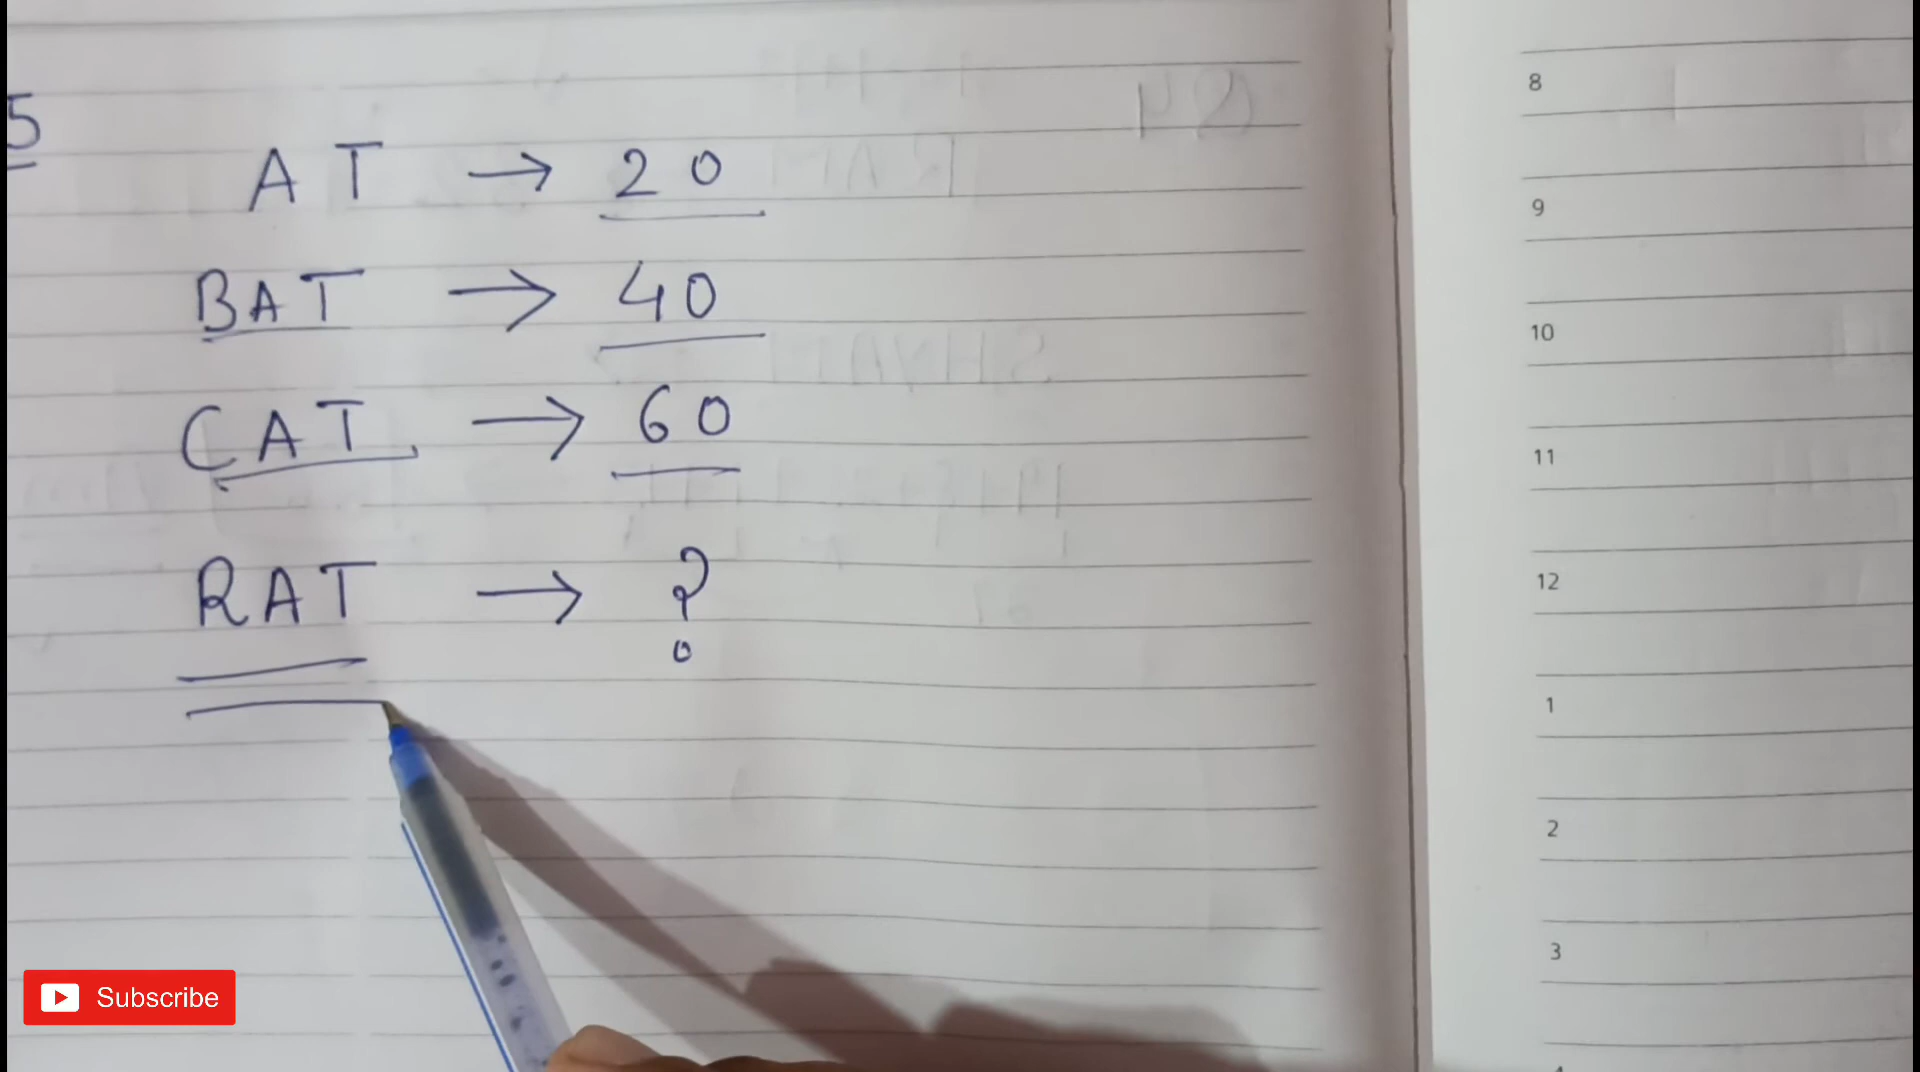 5
AT → 20
BAT → 40
CAT → 60
RAT → ?
8
9
10
11
12
1
2
3
Subscribe